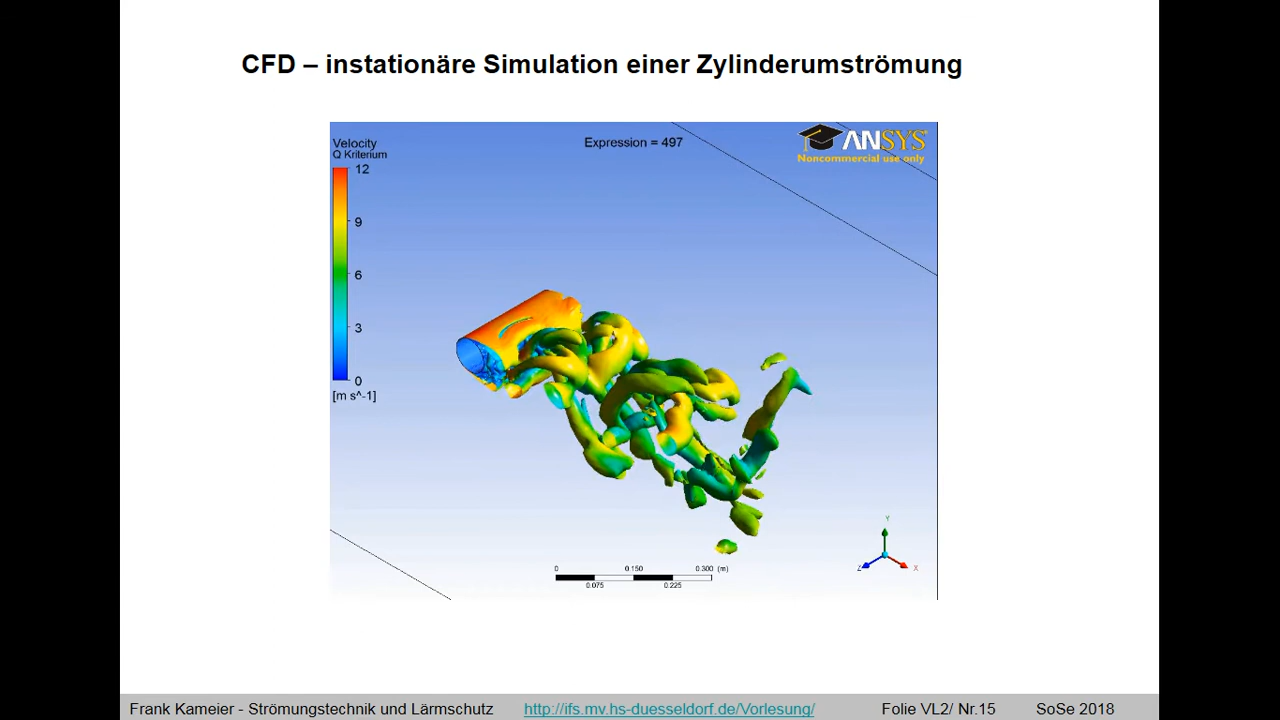 CFD – instationäre Simulation einer Zylinderumströmung
Velocity
Q Kriterium
Expression = 497
ANSYS
Noncommercial use only
12
9
6
3
0
[m s^-1]
Y
Z X
0 0.150 0.300 (m)
0.075 0.225
Frank Kameier - Strömungstechnik und Lärmschutz http://ifs.mv.hs-duesseldorf.de/Vorlesung/ Folie VL2/ Nr.15 SoSe 2018